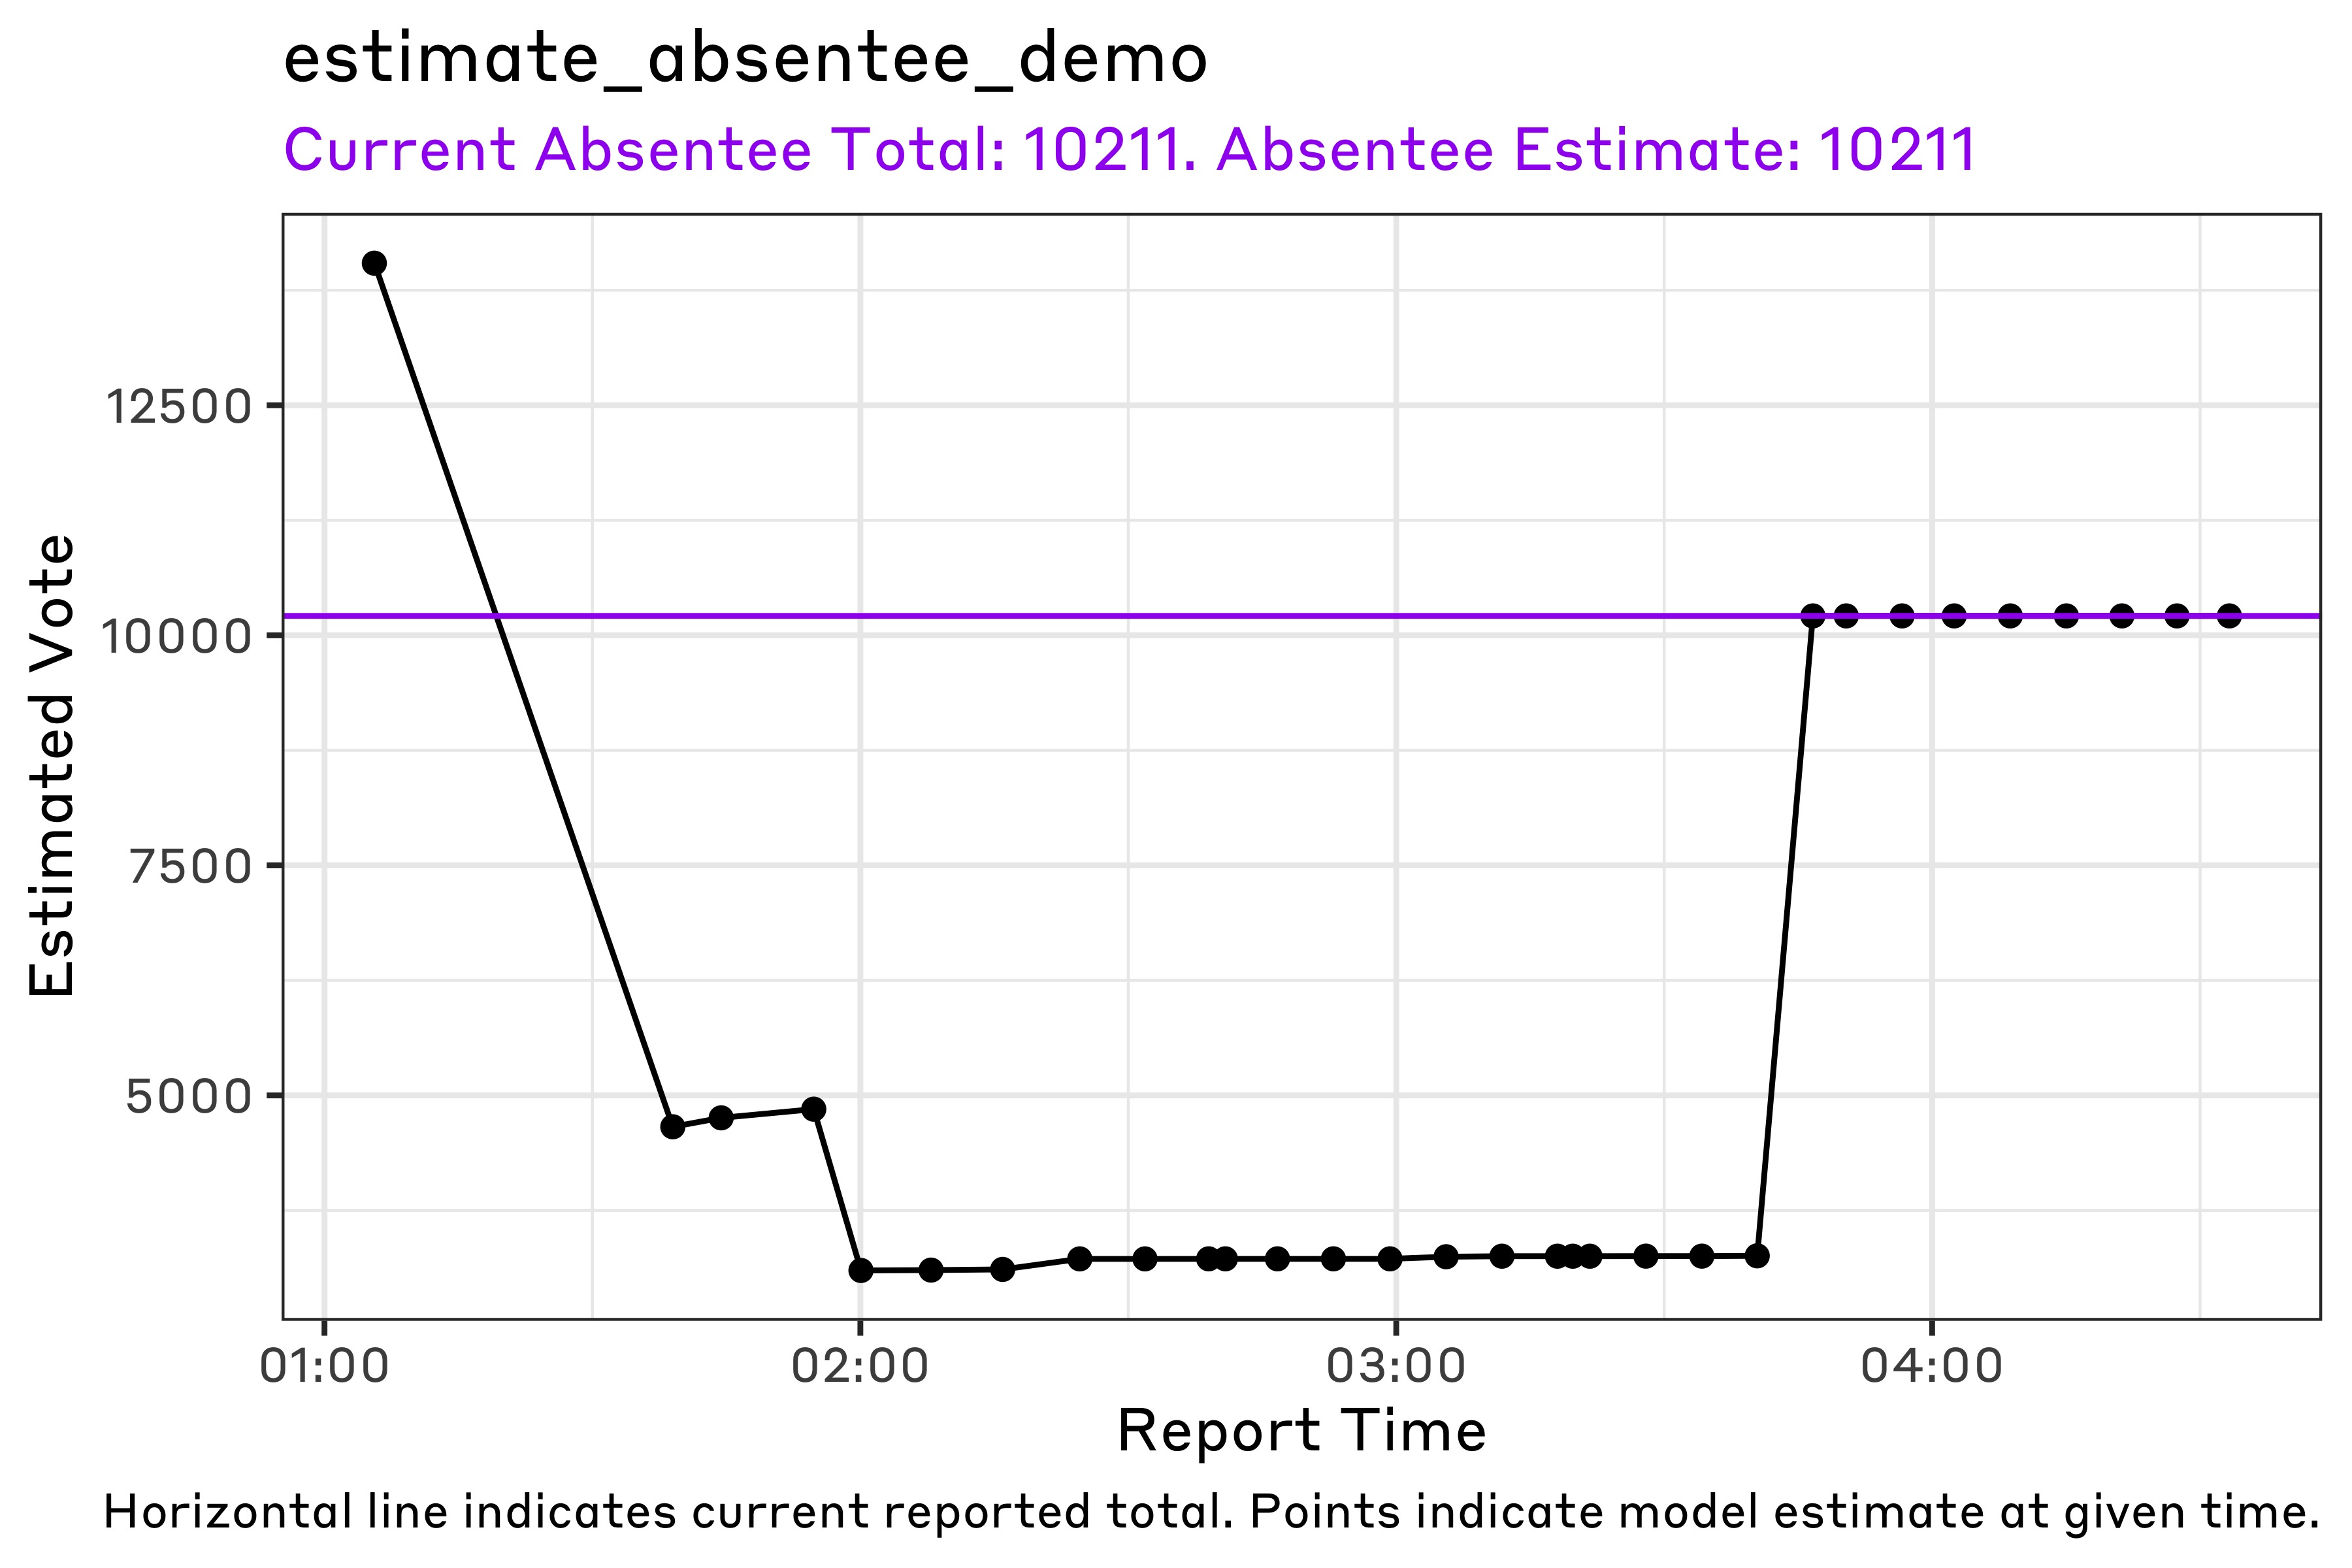 estimate_absentee_demo
Current Absentee Total: 10211. Absentee Estimate: 10211
Estimated Vote
12500
10000
7500
5000
01:00 02:00 03:00 04:00
Report Time
Horizontal line indicates current reported total. Points indicate model estimate at given time.